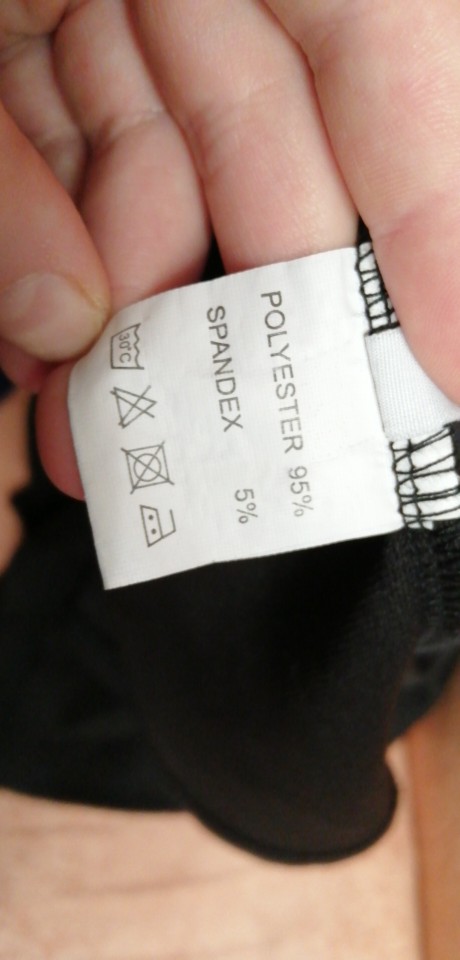 POLYESTER 95%
SPANDEX 5%
30°C